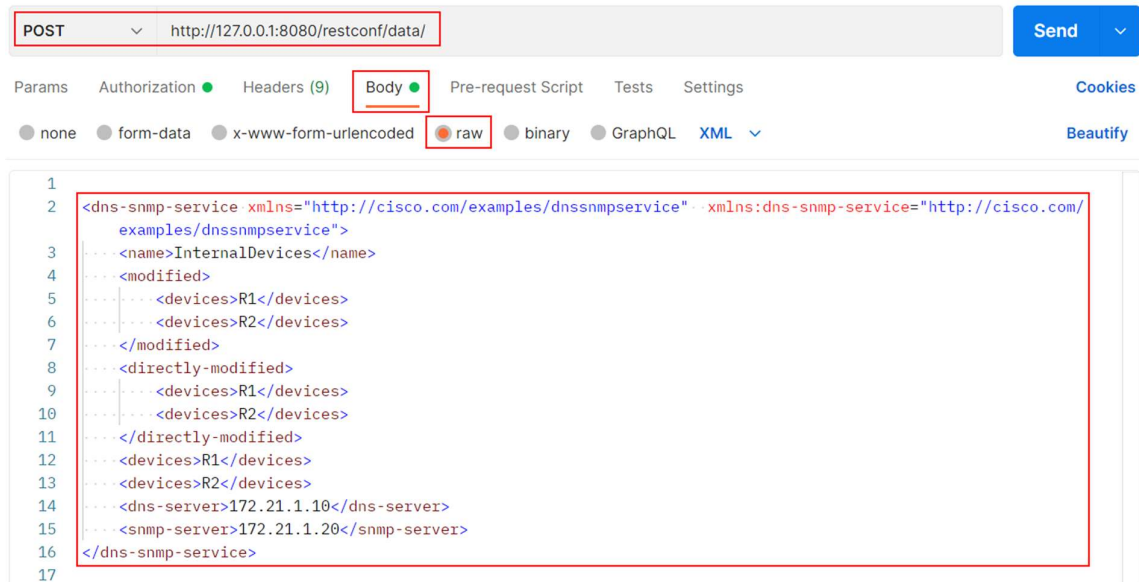 POST http://127.0.0.1:8080/restconf/data/ Send
Params Authorization Headers (9) Body Pre-request Script Tests Settings Cookies
none form-data x-www-form-urlencoded raw binary GraphQL XML Beautify
1
2 <dns-snmp-service xmlns="http://cisco.com/examples/dnssnmpservice" xmlns:dns-snmp-service="http://cisco.com/
examples/dnssnmpservice">
3 <name>InternalDevices</name>
4 <modified>
5 <devices>R1</devices>
6 <devices>R2</devices>
7 </modified>
8 <directly-modified>
9 <devices>R1</devices>
10 <devices>R2</devices>
11 </directly-modified>
12 <devices>R1</devices>
13 <devices>R2</devices>
14 <dns-server>172.21.1.10</dns-server>
15 <snmp-server>172.21.1.20</snmp-server>
16 </dns-snmp-service>
17